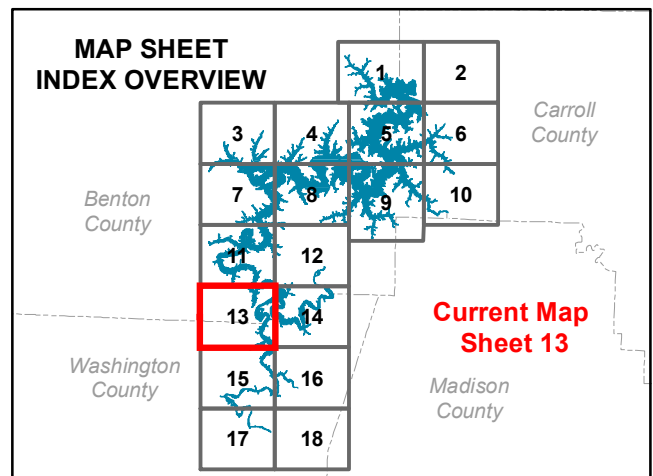 MAP SHEET
INDEX OVERVIEW
1
2
3
4
5
6
Carroll
County
7
8
9
10
Benton
County
11
12
13
14
Current Map
Sheet 13
Washington
County
15
16
Madison
County
17
18